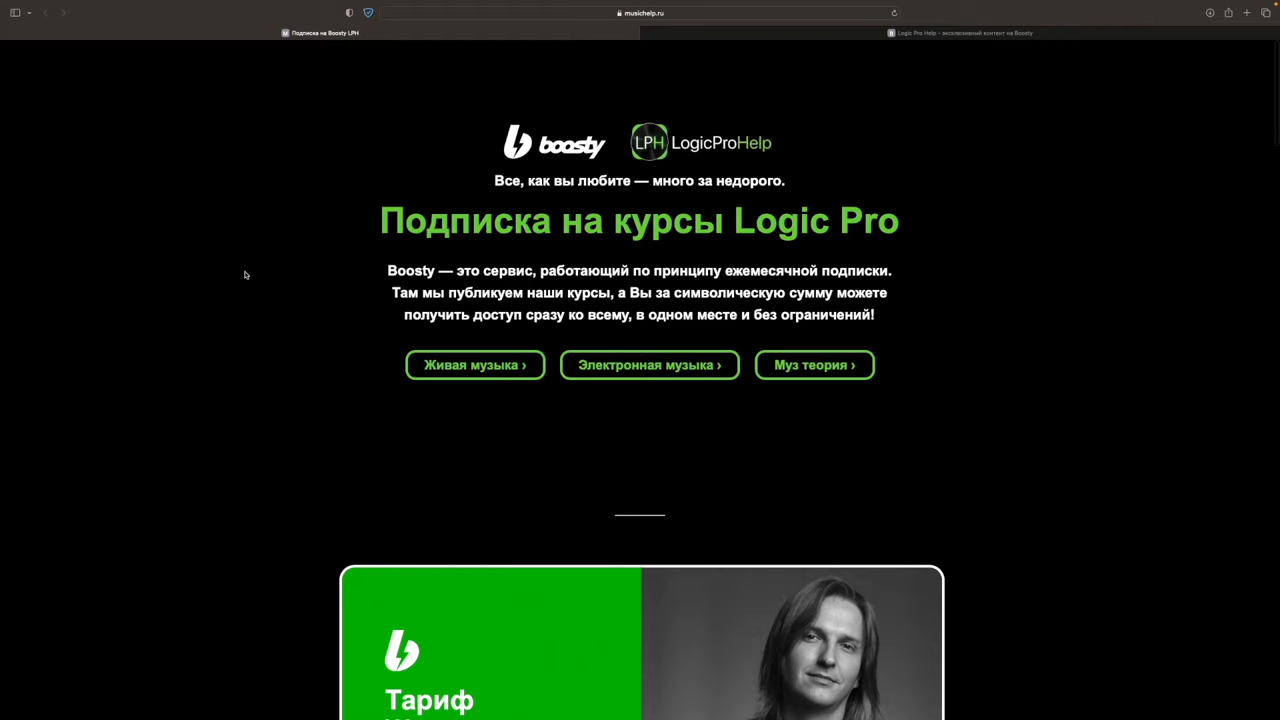 musichelp.ru
Подписка на Boosty LPH
Logic Pro Help - эксклюзивный контент на Boosty
boosty LPH LogicProHelp
Все, как вы любите — много за недорого.
Подписка на курсы Logic Pro
Boosty — это сервис, работающий по принципу ежемесячной подписки.
Там мы публикуем наши курсы, а Вы за символическую сумму можете
получить доступ сразу ко всему, в одном месте и без ограничений!
Живая музыка ›
Электронная музыка ›
Муз теория ›
Тариф